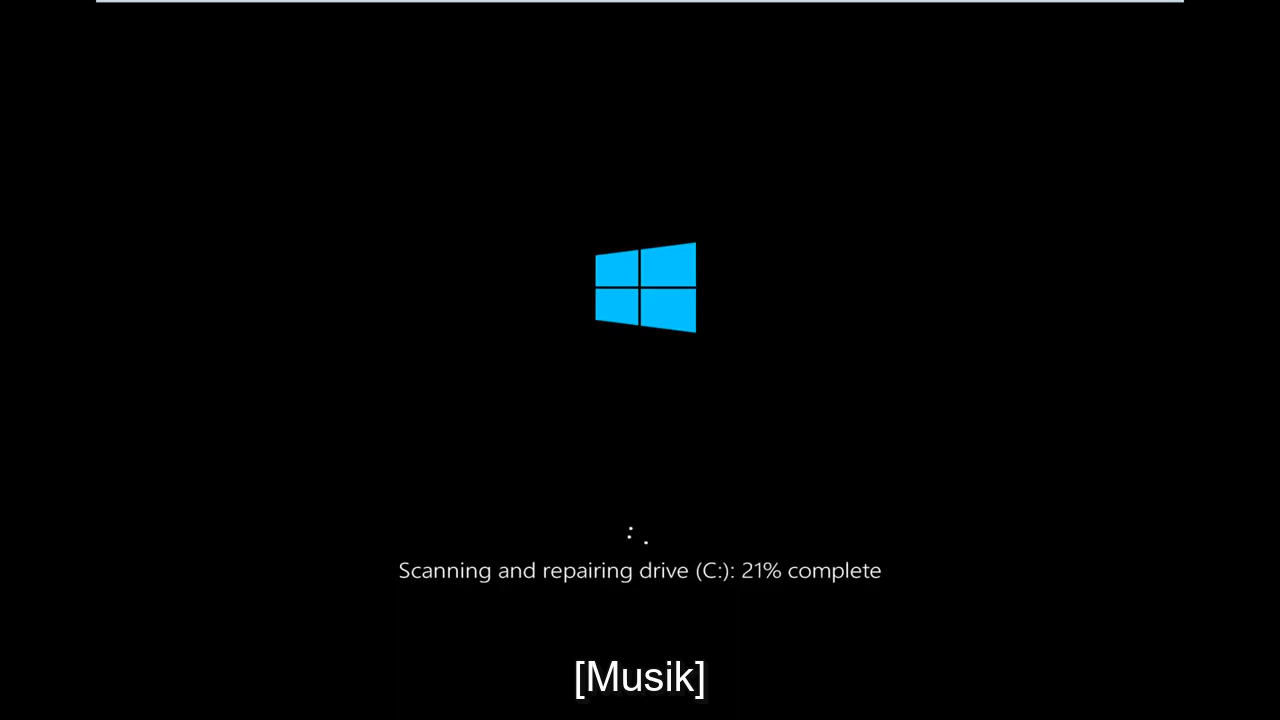 Scanning and repairing drive (C:): 21% complete
[Musik]